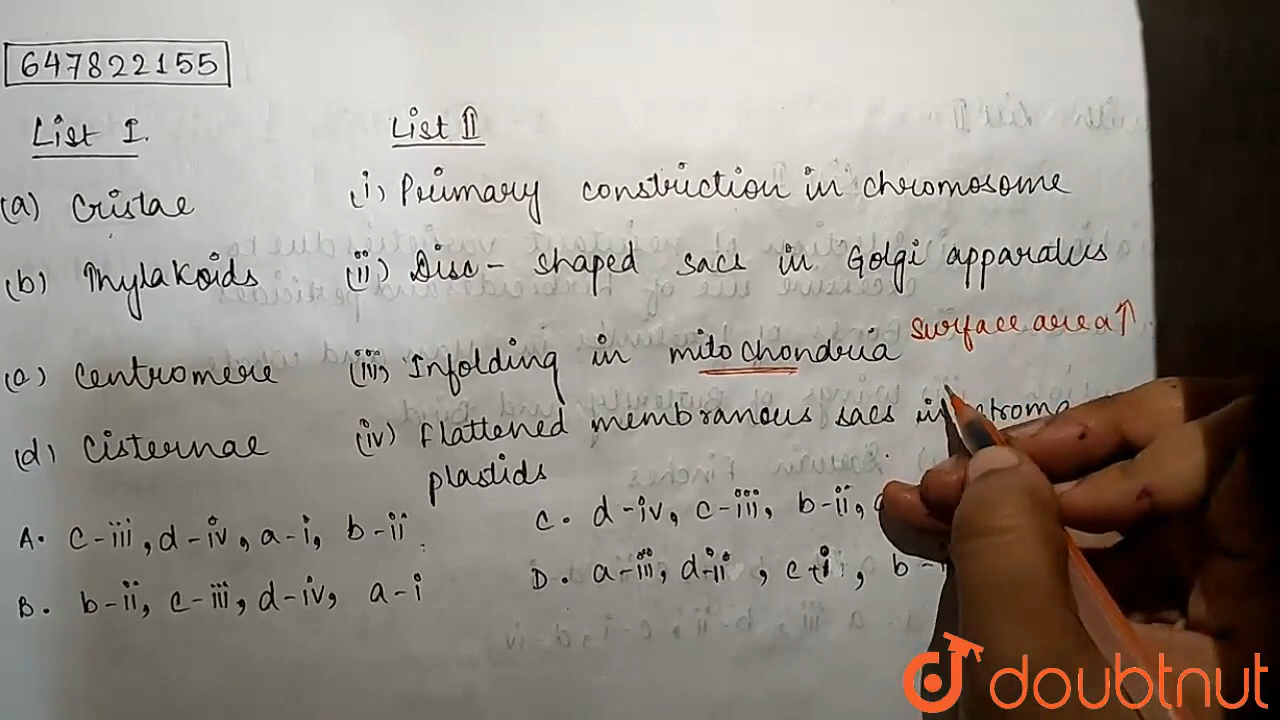 647822155
List I. List II
(a) Cristae (i) Primary constriction in chromosome
(b) Thylakoids (ii) Disc-shaped sacs in Golgi apparatus
(c) Centromere (iii) Infolding in mitochondria surface area↑
(d) Cisternae (iv) flattened membranous sacs in stroma
plastids
A. c-iii, d-iv, a-i, b-ii C. d-iv, c-iii, b-ii,
B. b-ii, c-iii, d-iv, a-i D. a-iii, d-ii, c-i, b-
doubtnut